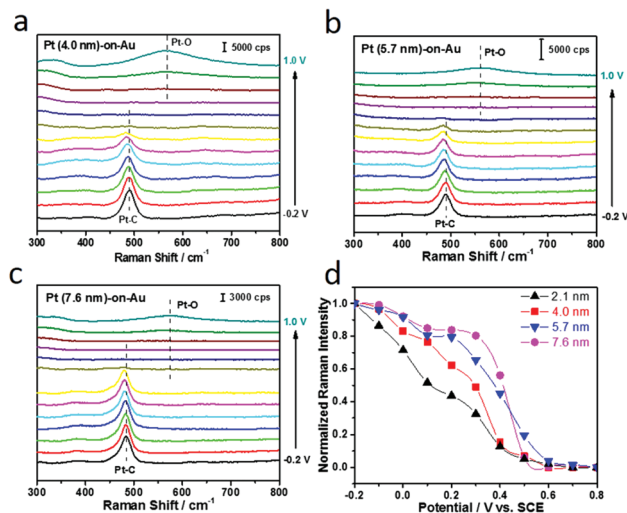 a
Pt (4.0 nm)-on-Au
5000 cps
Pt-O
1.0 V
Pt-C
-0.2 V
300 400 500 600 700 800
Raman Shift / cm⁻¹
b
Pt (5.7 nm)-on-Au
5000 cps
Pt-O
1.0 V
Pt-C
-0.2 V
300 400 500 600 700 800
Raman Shift / cm⁻¹
c
Pt (7.6 nm)-on-Au
3000 cps
Pt-O
1.0 V
Pt-C
-0.2 V
300 400 500 600 700 800
Raman Shift / cm⁻¹
d
Normalized Raman Intensity
1.0
0.8
0.6
0.4
0.2
0.0
2.1 nm
4.0 nm
5.7 nm
7.6 nm
-0.2 0.0 0.2 0.4 0.6 0.8
Potential / V vs. SCE